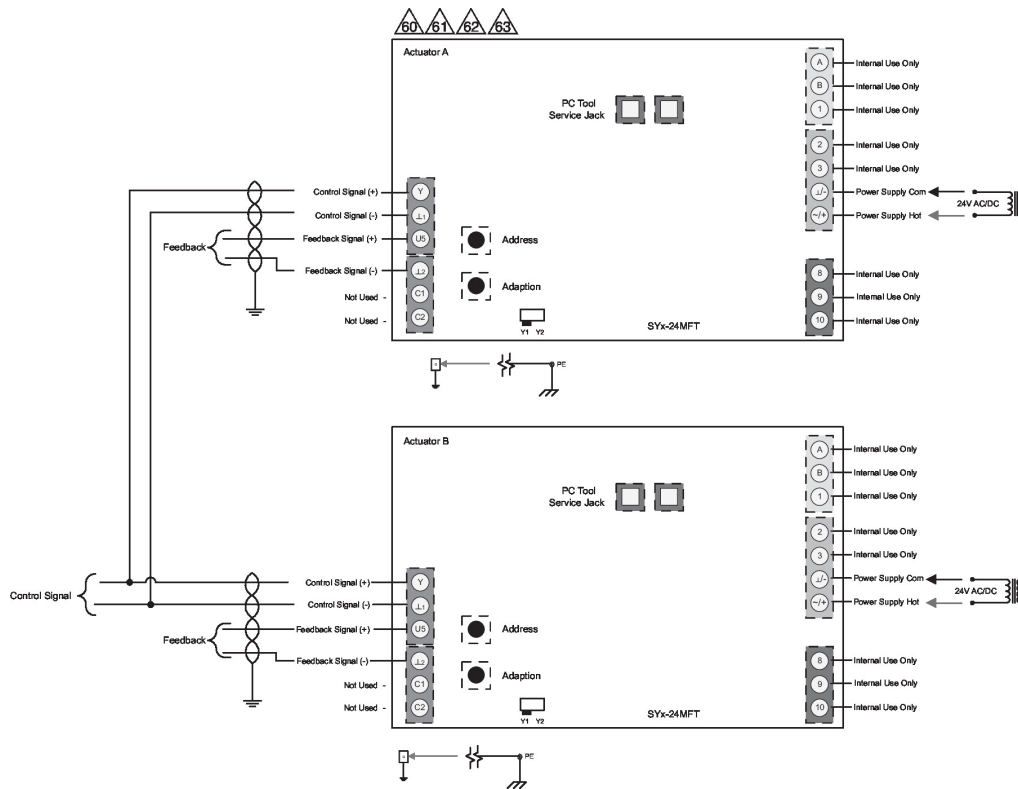 60 61 62 63
Actuator A
PC Tool
Service Jack
A Internal Use Only
B Internal Use Only
1 Internal Use Only
2 Internal Use Only
3 Internal Use Only
⊥/- Power Supply Com
24V AC/DC
~/+ Power Supply Hot
Control Signal (+) Y
Control Signal (-) ⊥1
Feedback
Feedback Signal (+) U5
Feedback Signal (-) ⊥2
Not Used - C1
Not Used - C2
Address
Adaption
Y1 Y2
SYx-24MFT
8 Internal Use Only
9 Internal Use Only
10 Internal Use Only
PE
Actuator B
PC Tool
Service Jack
A Internal Use Only
B Internal Use Only
1 Internal Use Only
2 Internal Use Only
3 Internal Use Only
⊥/- Power Supply Com
24V AC/DC
~/+ Power Supply Hot
Control Signal
Control Signal (+) Y
Control Signal (-) ⊥1
Feedback
Feedback Signal (+) U5
Feedback Signal (-) ⊥2
Not Used - C1
Not Used - C2
Address
Adaption
Y1 Y2
SYx-24MFT
8 Internal Use Only
9 Internal Use Only
10 Internal Use Only
PE